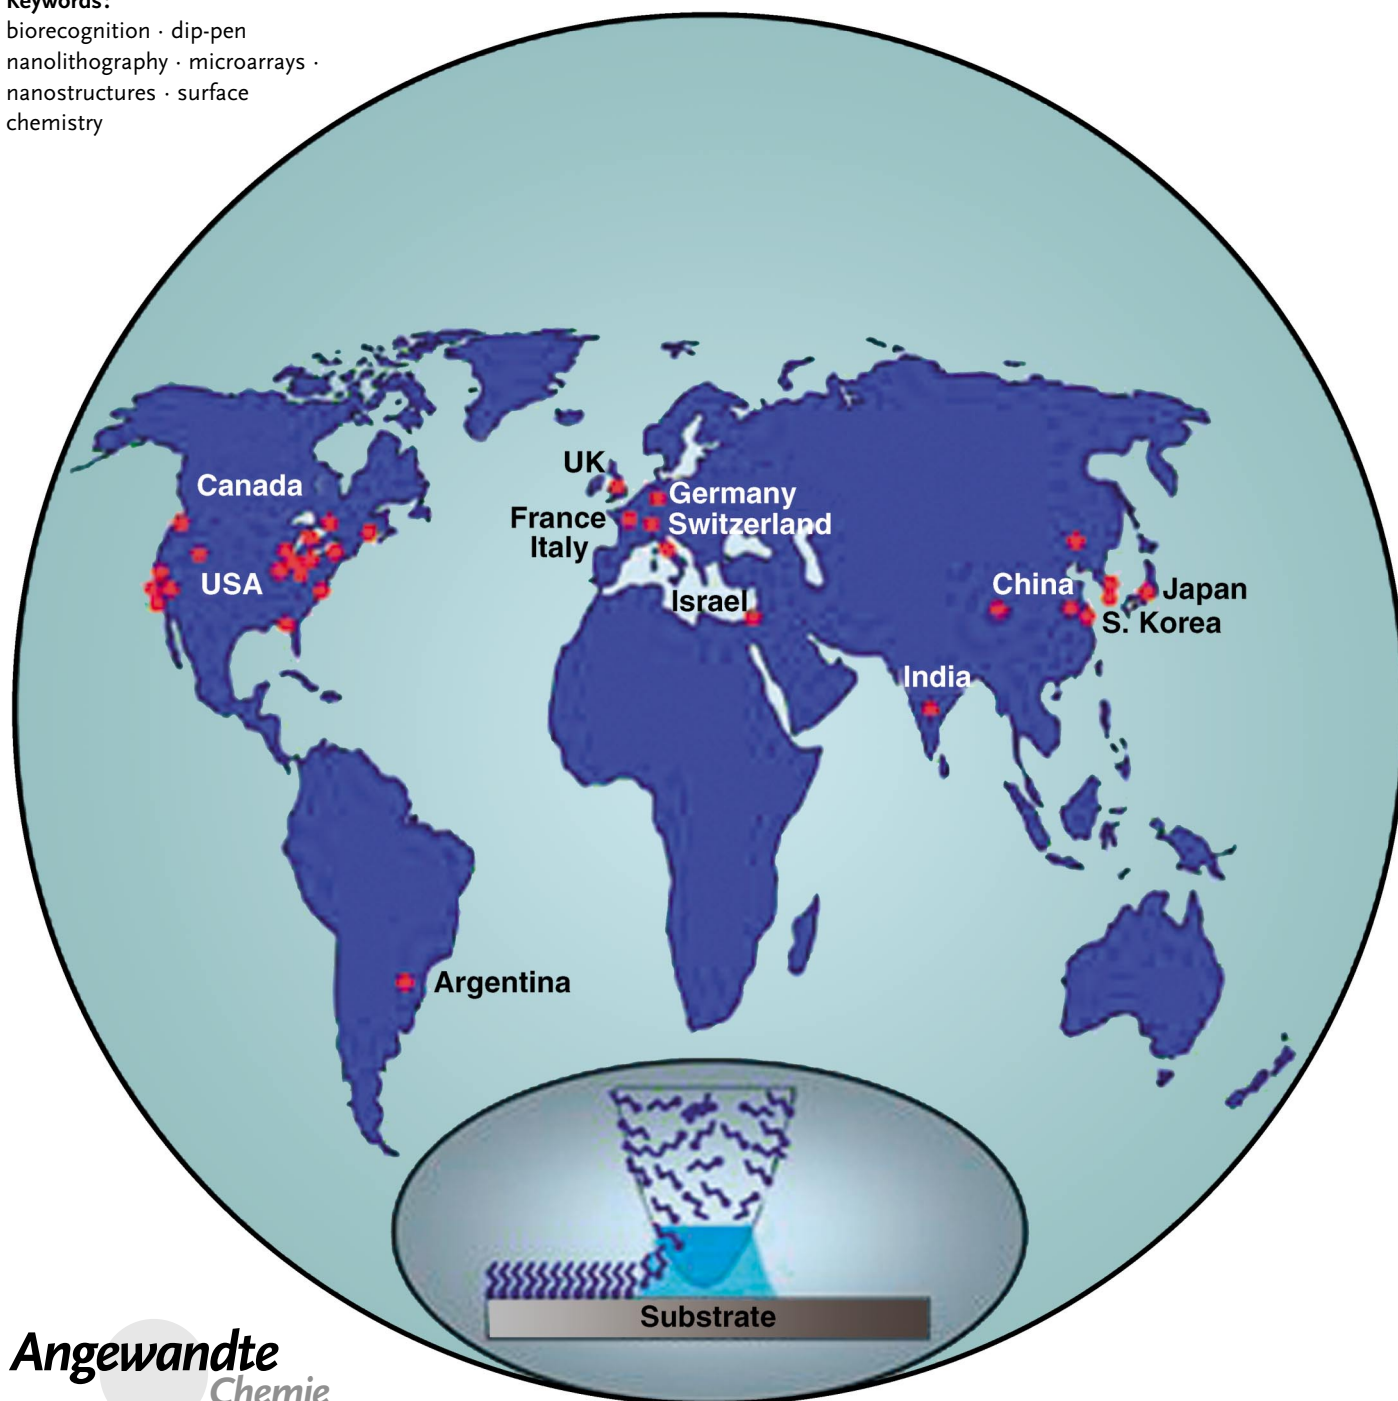 Keywords:
biorecognition · dip-pen
nanolithography · microarrays ·
nanostructures · surface
chemistry
Canada
USA
UK
France
Italy
Germany
Switzerland
Israel
China
Japan
S. Korea
India
Argentina
Substrate
Angewandte
Chemie